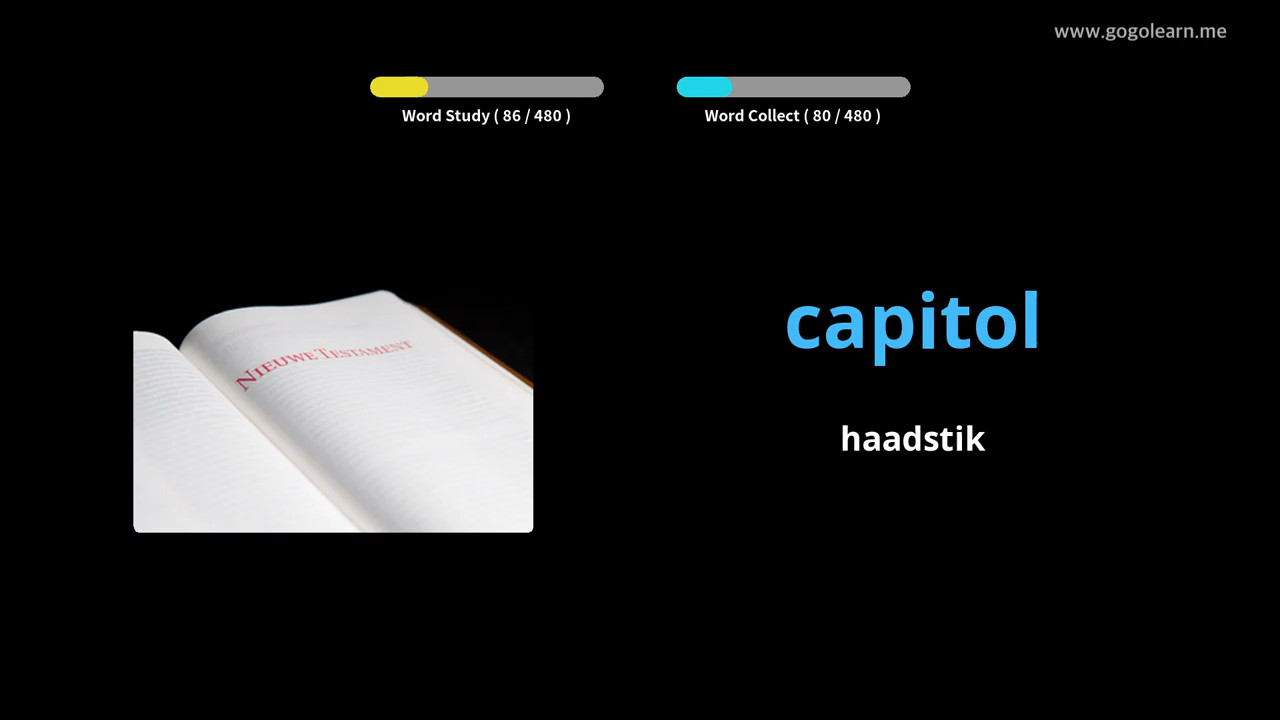 www.gogolearn.me
Word Study ( 86 / 480 )
Word Collect ( 80 / 480 )
NIEUWE TESTAMENT
capitol
haadstik